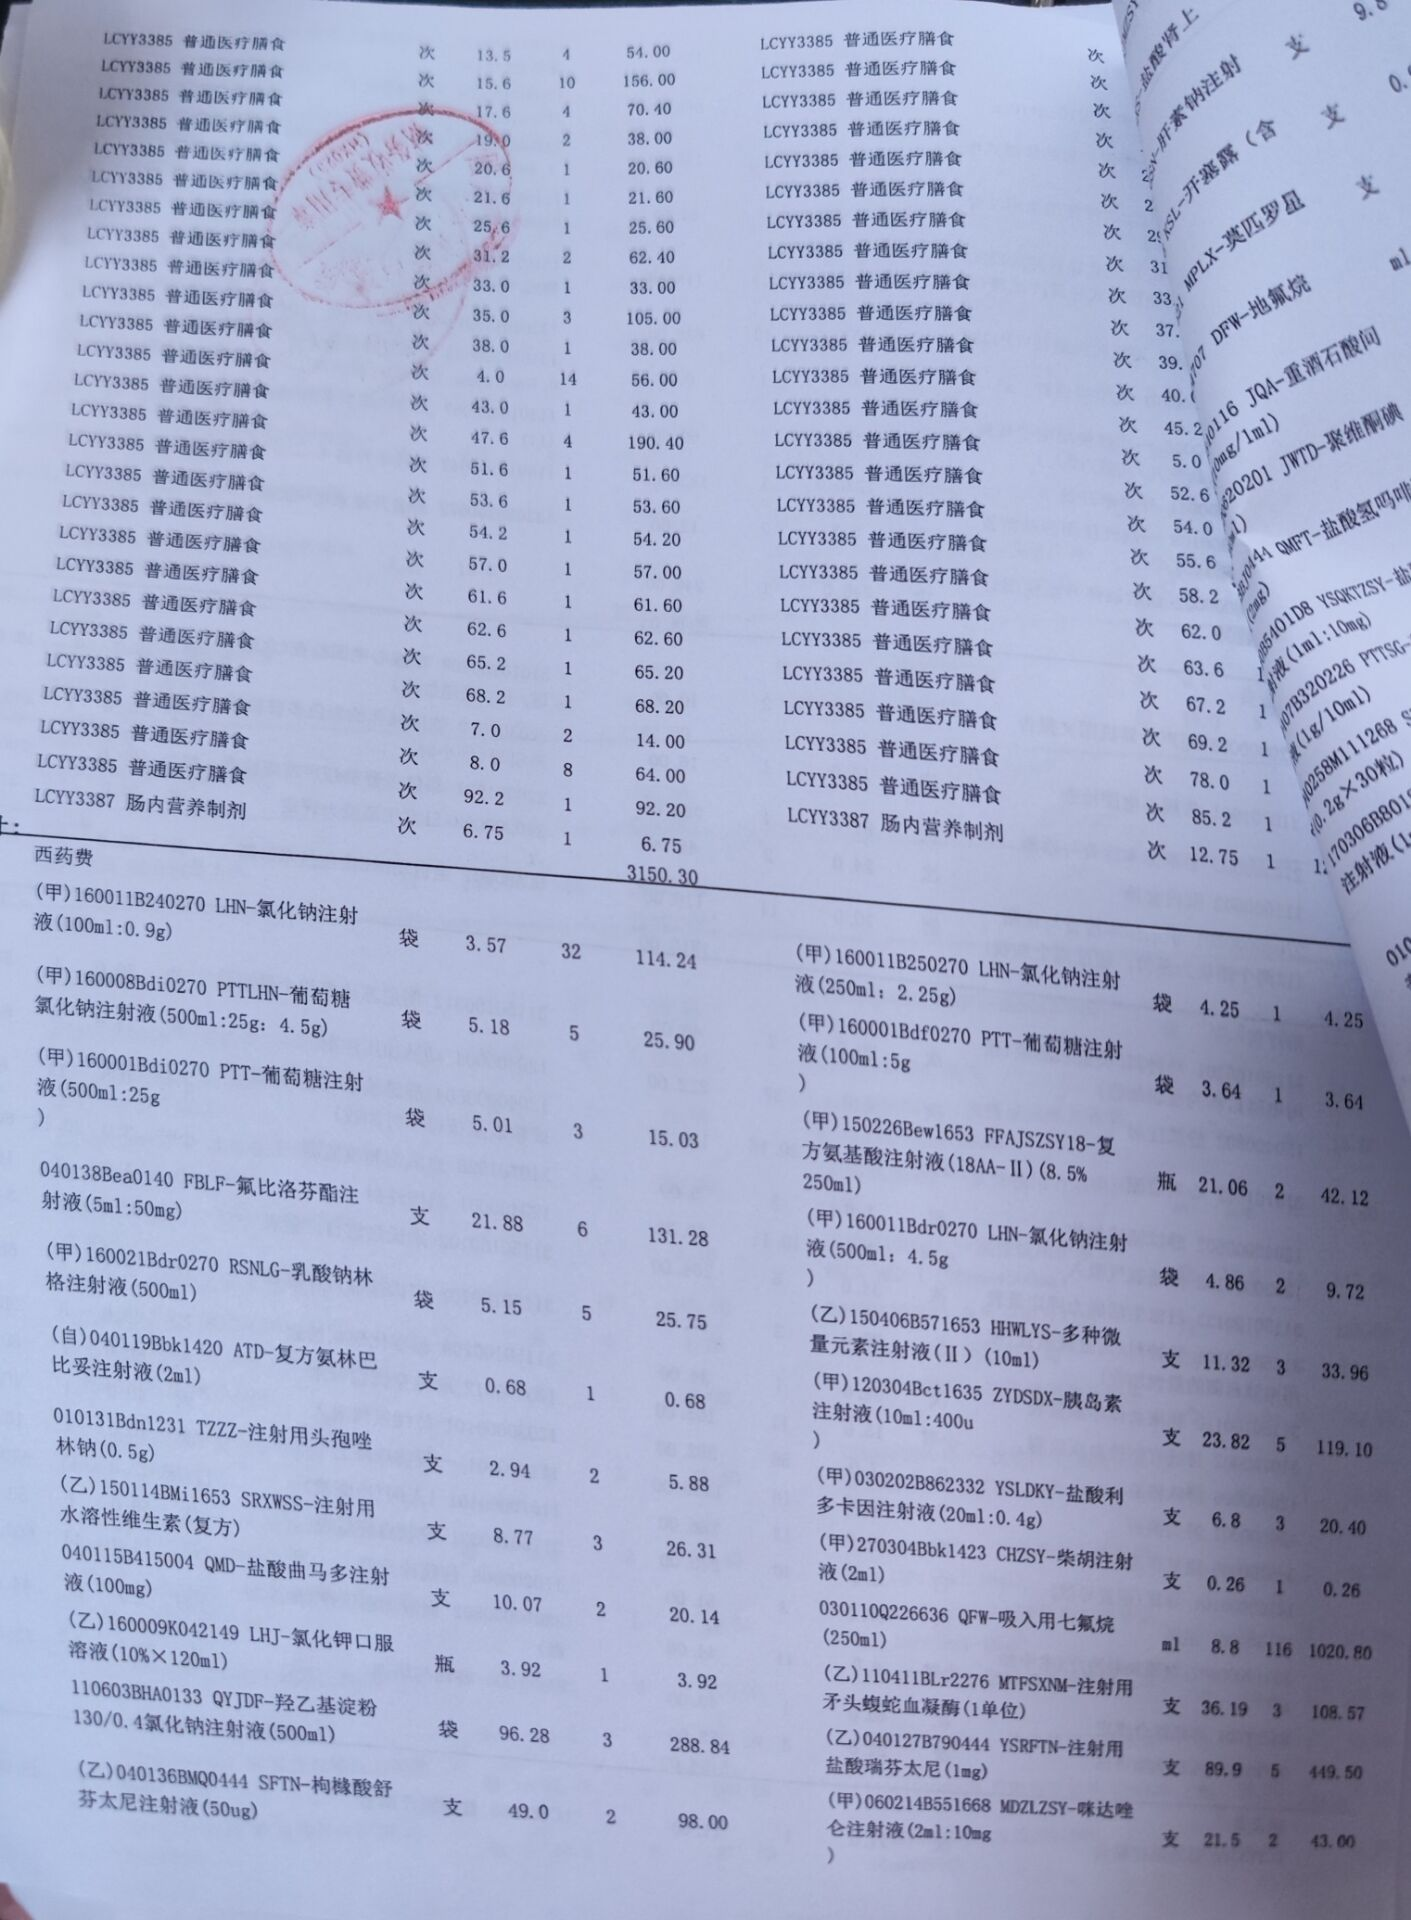 LCYY3385 普通医疗膳食 次 13.5 4 54.00
LCYY3385 普通医疗膳食 次 15.6 10 156.00
LCYY3385 普通医疗膳食 次 17.6 4 70.40
LCYY3385 普通医疗膳食 次 19.0 2 38.00
LCYY3385 普通医疗膳食 次 20.6 1 20.60
LCYY3385 普通医疗膳食 次 21.6 1 21.60
LCYY3385 普通医疗膳食 次 25.6 1 25.60
LCYY3385 普通医疗膳食 次 31.2 2 62.40
LCYY3385 普通医疗膳食 次 33.0 1 33.00
LCYY3385 普通医疗膳食 次 35.0 3 105.00
LCYY3385 普通医疗膳食 次 38.0 1 38.00
LCYY3385 普通医疗膳食 次 4.0 14 56.00
LCYY3385 普通医疗膳食 次 43.0 1 43.00
LCYY3385 普通医疗膳食 次 47.6 4 190.40
LCYY3385 普通医疗膳食 次 51.6 1 51.60
LCYY3385 普通医疗膳食 次 53.6 1 53.60
LCYY3385 普通医疗膳食 次 54.2 1 54.20
LCYY3385 普通医疗膳食 次 57.0 1 57.00
LCYY3385 普通医疗膳食 次 61.6 1 61.60
LCYY3385 普通医疗膳食 次 62.6 1 62.60
LCYY3385 普通医疗膳食 次 65.2 1 65.20
LCYY3385 普通医疗膳食 次 68.2 1 68.20
LCYY3385 普通医疗膳食 次 7.0 2 14.00
LCYY3385 普通医疗膳食 次 8.0 8 64.00
LCYY3385 普通医疗膳食 次 92.2 1 92.20
LCYY3387 肠内营养制剂 次 6.75 1 6.75
3150.30
LCYY3385 普通医疗膳食 次
LCYY3385 普通医疗膳食 次
LCYY3385 普通医疗膳食 次
LCYY3385 普通医疗膳食 次
LCYY3385 普通医疗膳食 次
LCYY3385 普通医疗膳食 次
LCYY3385 普通医疗膳食 次
LCYY3385 普通医疗膳食 次 31
LCYY3385 普通医疗膳食 次 33.
LCYY3385 普通医疗膳食 次 37.
LCYY3385 普通医疗膳食 次 39.
LCYY3385 普通医疗膳食 次 40.
LCYY3385 普通医疗膳食 次 45.2
LCYY3385 普通医疗膳食 次 5.0
LCYY3385 普通医疗膳食 次 52.6
LCYY3385 普通医疗膳食 次 54.0
LCYY3385 普通医疗膳食 次 55.6
LCYY3385 普通医疗膳食 次 58.2
LCYY3385 普通医疗膳食 次 62.0
LCYY3385 普通医疗膳食 次 63.6
LCYY3385 普通医疗膳食 次 67.2 1
LCYY3385 普通医疗膳食 次 69.2 1
LCYY3385 普通医疗膳食 次 78.0 1
LCYY3385 普通医疗膳食 次 85.2 1
LCYY3387 肠内营养制剂 次 12.75 1
西药费
(甲)160011B240270 LHN-氯化钠注射
液(100ml:0.9g) 袋 3.57 32 114.24
(甲)160008Bdi0270 PTTLHN-葡萄糖
氯化钠注射液(500ml:25g：4.5g) 袋 5.18 5 25.90
(甲)160001Bdi0270 PTT-葡萄糖注射
液(500ml:25g
) 袋 5.01 3 15.03
040138Bea0140 FBLF-氟比洛芬酯注
射液(5ml:50mg) 支 21.88 6 131.28
(甲)160021Bdr0270 RSNLG-乳酸钠林
格注射液(500ml) 袋 5.15 5 25.75
(自)040119Bbk1420 ATD-复方氨林巴
比妥注射液(2ml) 支 0.68 1 0.68
010131Bdn1231 TZZZ-注射用头孢唑
林钠(0.5g) 支 2.94 2 5.88
(乙)150114BMi1653 SRXWSS-注射用
水溶性维生素(复方) 支 8.77 3 26.31
040115B415004 QMD-盐酸曲马多注射
液(100mg) 支 10.07 2 20.14
(乙)160009K042149 LHJ-氯化钾口服
溶液(10%×120ml) 瓶 3.92 1 3.92
110603BHA0133 QYJDF-羟乙基淀粉
130/0.4氯化钠注射液(500ml) 袋 96.28 3 288.84
(乙)040136BMQ0444 SFTN-枸橼酸舒
芬太尼注射液(50ug) 支 49.0 2 98.00
(甲)160011B250270 LHN-氯化钠注射
液(250ml：2.25g) 袋 4.25 1 4.25
(甲)160001Bdf0270 PTT-葡萄糖注射
液(100ml:5g
) 袋 3.64 1 3.64
(甲)150226Bew1653 FFAJSZSY18-复
方氨基酸注射液(18AA-Ⅱ)(8.5%
250ml) 瓶 21.06 2 42.12
(甲)160011Bdr0270 LHN-氯化钠注射
液(500ml：4.5g
) 袋 4.86 2 9.72
(乙)150406B571653 HHWLYS-多种微
量元素注射液(Ⅱ)(10ml) 支 11.32 3 33.96
(甲)120304Bct1635 ZYDSDX-胰岛素
注射液(10ml:400u
) 支 23.82 5 119.10
(甲)030202B862332 YSLDKY-盐酸利
多卡因注射液(20ml:0.4g) 支 6.8 3 20.40
(甲)270304Bbk1423 CHZSY-柴胡注射
液(2ml) 支 0.26 1 0.26
030110Q226636 QFW-吸入用七氟烷
(250ml) ml 8.8 116 1020.80
(乙)110411BLr2276 MTFSXNM-注射用
矛头蝮蛇血凝酶(1单位) 支 36.19 3 108.57
(乙)040127B790444 YSRFTN-注射用
盐酸瑞芬太尼(1mg) 支 89.9 5 449.50
(甲)060214B551668 MDZLZSY-咪达唑
仑注射液(2ml:10mg
) 支 21.5 2 43.00
盐酸肾上
肝素钠注射 支
KSL-开塞露（含 支
MPLX-莫匹罗星 支
DFW-地氟烷 ml
0116 JQA-重酒石酸间
0mg/1ml)
620201 JWTD-聚维酮碘
QMFT-盐酸氢吗啡
(2mg)
B5401D8 YSQKTZSY-盐
射液(1ml:10mg)
07B320226 PTTSG-
液(1g/10ml)
0258M111268
(0.2g×30粒)
170306B801
注射液(1
010